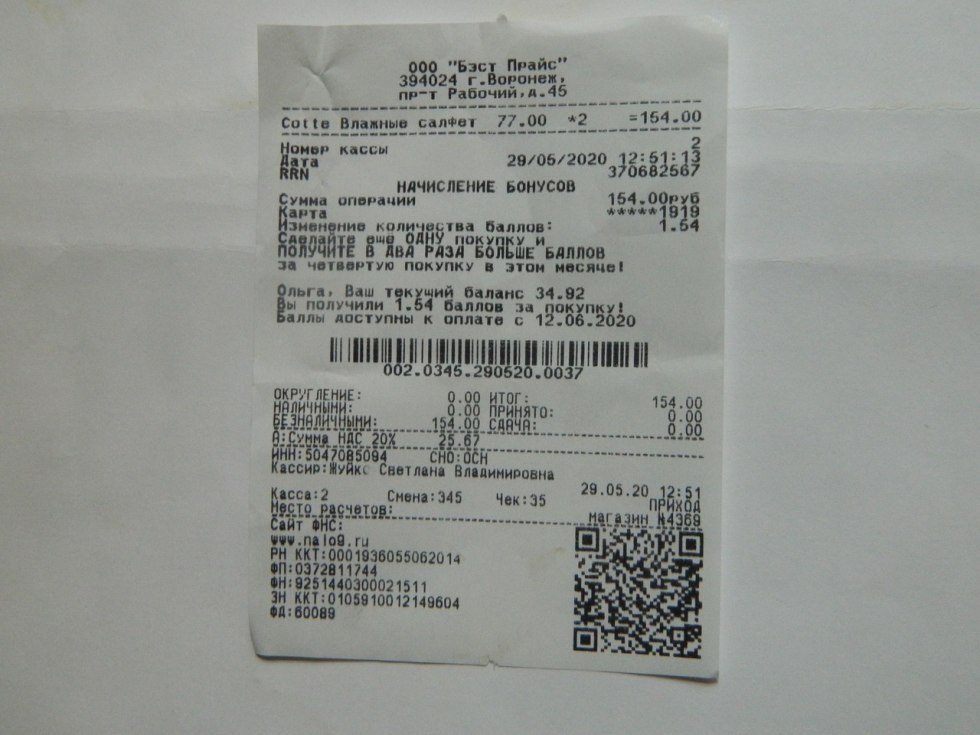 ООО "Бэст Прайс"
394024 г.Воронеж,
пр-т Рабочий,д.45
Cotte Влажные салфет 77.00 *2 =154.00
Номер кассы 2
Дата 29/05/2020 12:51:13
RRN 370682567
НАЧИСЛЕНИЕ БОНУСОВ
Сумма операции 154.00руб
Карта *****1919
Изменение количества баллов: 1.54
Сделайте еще ОДНУ покупку и
ПОЛУЧИТЕ В ДВА РАЗА БОЛЬШЕ БАЛЛОВ
за четвертую покупку в этом месяце!
Ольга, Ваш текущий баланс 34.92
Вы получили 1.54 баллов за покупку!
Баллы доступны к оплате с 12.06.2020
002.0345.290520.0037
ОКРУГЛЕНИЕ: 0.00 ИТОГ: 154.00
НАЛИЧНЫМИ: 0.00 ПРИНЯТО: 0.00
БЕЗНАЛИЧНЫМИ: 154.00 СДАЧА: 0.00
А:Сумма НДС 20% 25.67
ИНН:5047085094 СНО:ОСН
Кассир: Светлана Владимировна
29.05.20 12:51
Касса:2 Смена:345 Чек:35 ПРИХОД
Место расчетов: магазин №4369
Сайт ФНС:
www.nalog.ru
РН ККТ:0001936055062014
ФП:0372811744
ФН:9251440300021511
ЗН ККТ:0105910012149604
ФД:60089